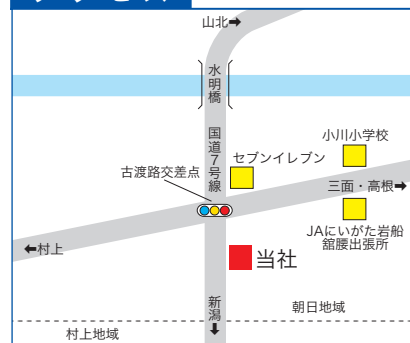 山北➡
水明橋
国道7号線
小川小学校
セブンイレブン
古渡路交差点
三面・高根➡
JAにいがた岩船
舘腰出張所
⬅村上
当社
新潟⬇
朝日地域
村上地域